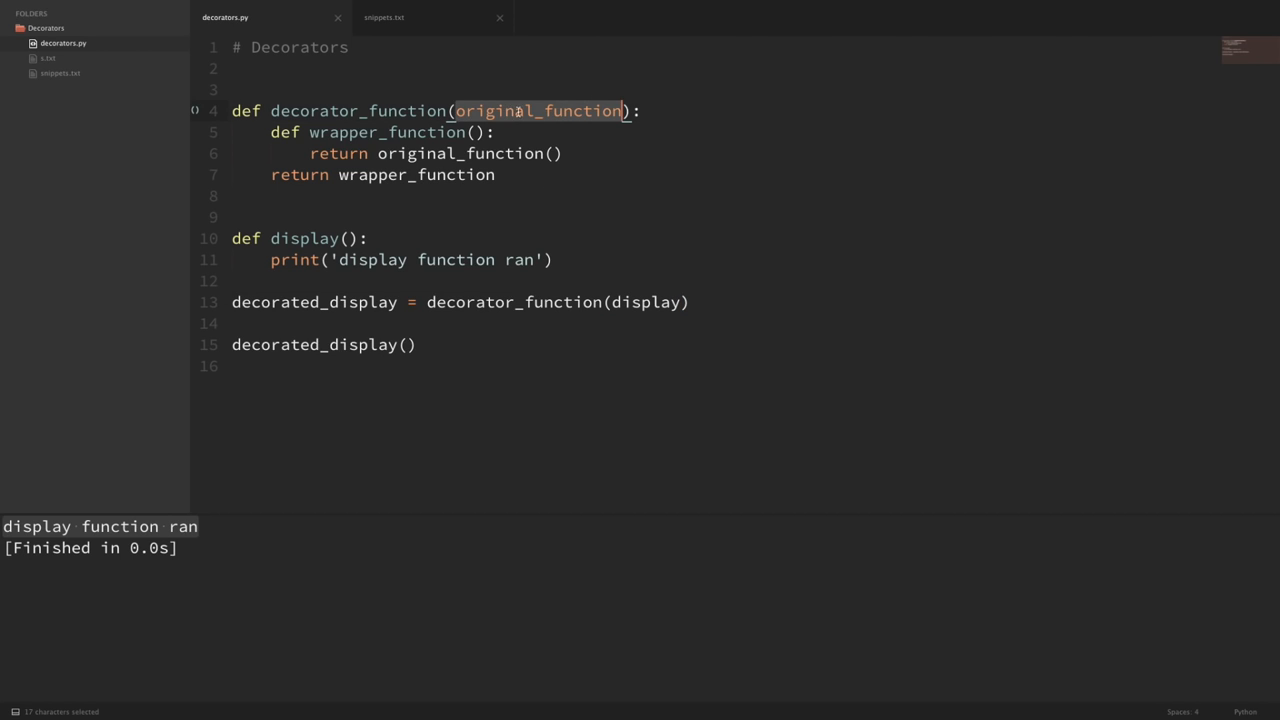 FOLDERS
Decorators
decorators.py
s.txt
snippets.txt
decorators.py
snippets.txt
1 # Decorators
2
3
4 def decorator_function(original_function):
5     def wrapper_function():
6         return original_function()
7     return wrapper_function
8
9
10 def display():
11     print('display function ran')
12
13 decorated_display = decorator_function(display)
14
15 decorated_display()
16
display function ran
[Finished in 0.0s]
17 characters selected
Spaces: 4
Python